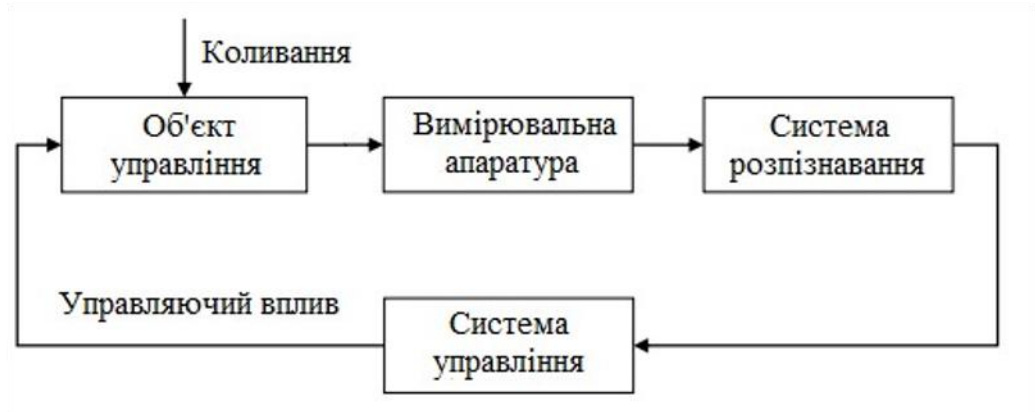 Коливання
Об'єкт
управління
Вимірювальна
апаратура
Система
розпізнавання
Управляючий вплив
Система
управління